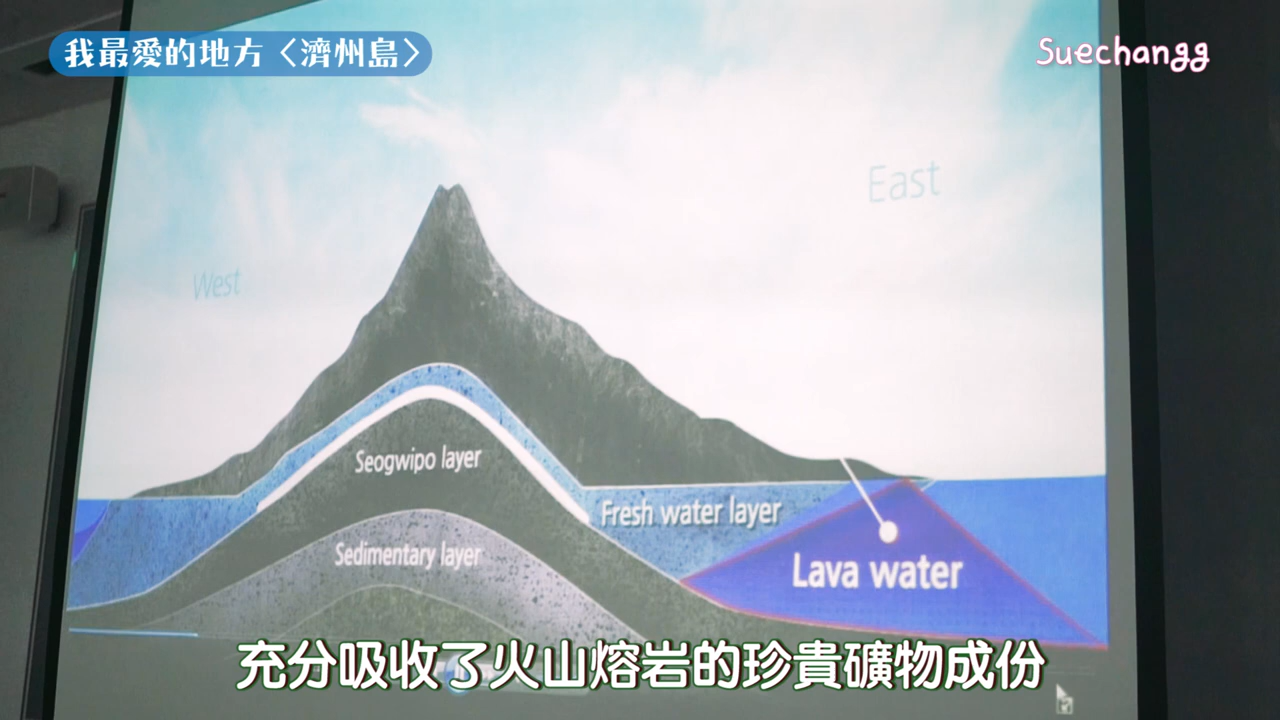 我最愛的地方〈濟州島〉
Suechangg
East
West
Seogwipo layer
Fresh water layer
Sedimentary layer
Lava water
充分吸收了火山熔岩的珍貴礦物成份